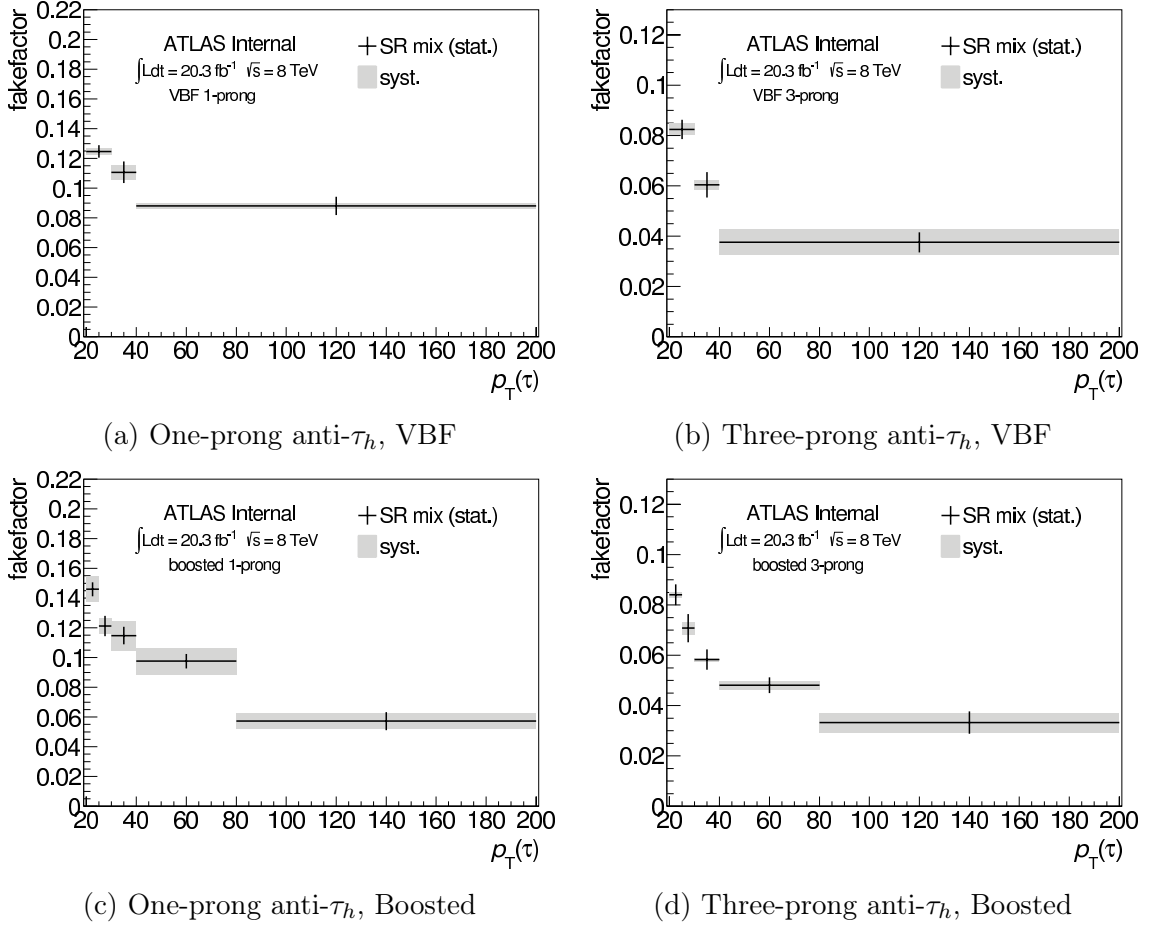 fakefactor
0.22
0.2
0.18
0.16
0.14
0.12
0.1
0.08
0.06
0.04
0.02
0
ATLAS Internal
∫Ldt = 20.3 fb⁻¹ √s = 8 TeV
VBF 1-prong
SR mix (stat.)
syst.
20 40 60 80 100 120 140 160 180 200
p_T(τ)
(a) One-prong anti-τ_h, VBF
fakefactor
0.12
0.1
0.08
0.06
0.04
0.02
0
ATLAS Internal
∫Ldt = 20.3 fb⁻¹ √s = 8 TeV
VBF 3-prong
SR mix (stat.)
syst.
20 40 60 80 100 120 140 160 180 200
p_T(τ)
(b) Three-prong anti-τ_h, VBF
fakefactor
0.22
0.2
0.18
0.16
0.14
0.12
0.1
0.08
0.06
0.04
0.02
0
ATLAS Internal
∫Ldt = 20.3 fb⁻¹ √s = 8 TeV
boosted 1-prong
SR mix (stat.)
syst.
20 40 60 80 100 120 140 160 180 200
p_T(τ)
(c) One-prong anti-τ_h, Boosted
fakefactor
0.12
0.1
0.08
0.06
0.04
0.02
0
ATLAS Internal
∫Ldt = 20.3 fb⁻¹ √s = 8 TeV
boosted 3-prong
SR mix (stat.)
syst.
20 40 60 80 100 120 140 160 180 200
p_T(τ)
(d) Three-prong anti-τ_h, Boosted